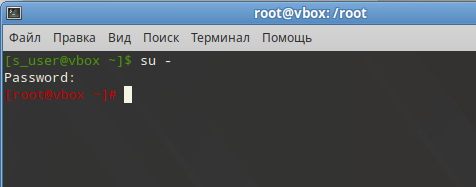 root@vbox: /root
Файл Правка Вид Поиск Терминал Помощь
[s_user@vbox ~]$ su -
Password:
[root@vbox ~]#